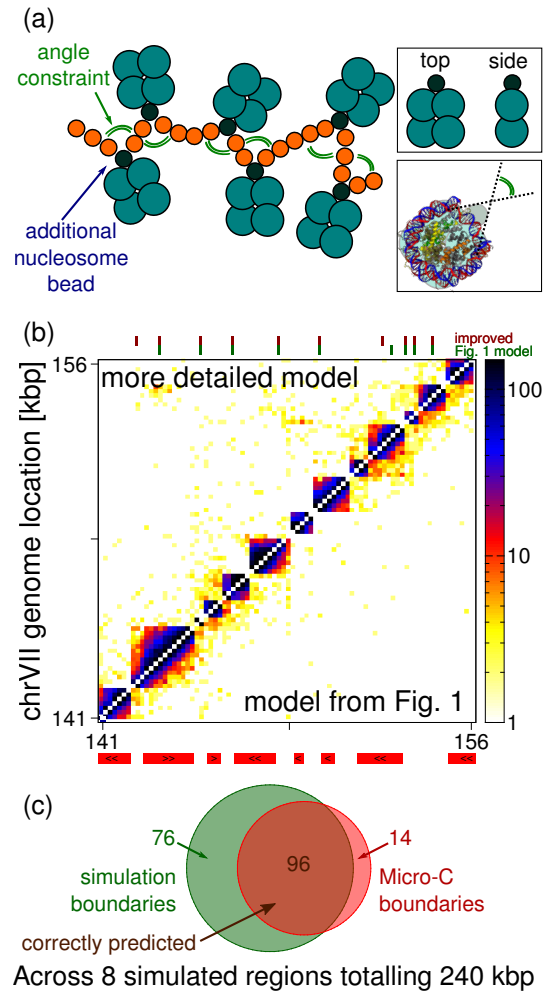 (a)
angle
constraint
additional
nucleosome
bead
top side
(b)
improved
Fig. 1 model
156
more detailed model
chrVII genome location [kbp]
model from Fig. 1
141
141 156
100
10
1
<< >> > << < < << <<
(c)
76
simulation
boundaries
96
14
Micro-C
boundaries
correctly predicted
Across 8 simulated regions totalling 240 kbp